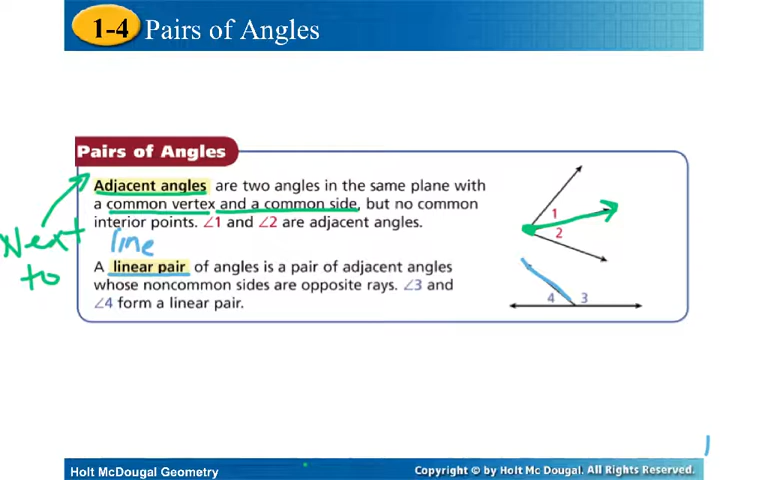 1-4 Pairs of Angles
Pairs of Angles
Adjacent angles are two angles in the same plane with
a common vertex and a common side, but no common
interior points. ∠1 and ∠2 are adjacent angles.
Next
to
line
A linear pair of angles is a pair of adjacent angles
whose noncommon sides are opposite rays. ∠3 and
∠4 form a linear pair.
1
2
4 3
Holt McDougal Geometry
Copyright © by Holt Mc Dougal. All Rights Reserved.